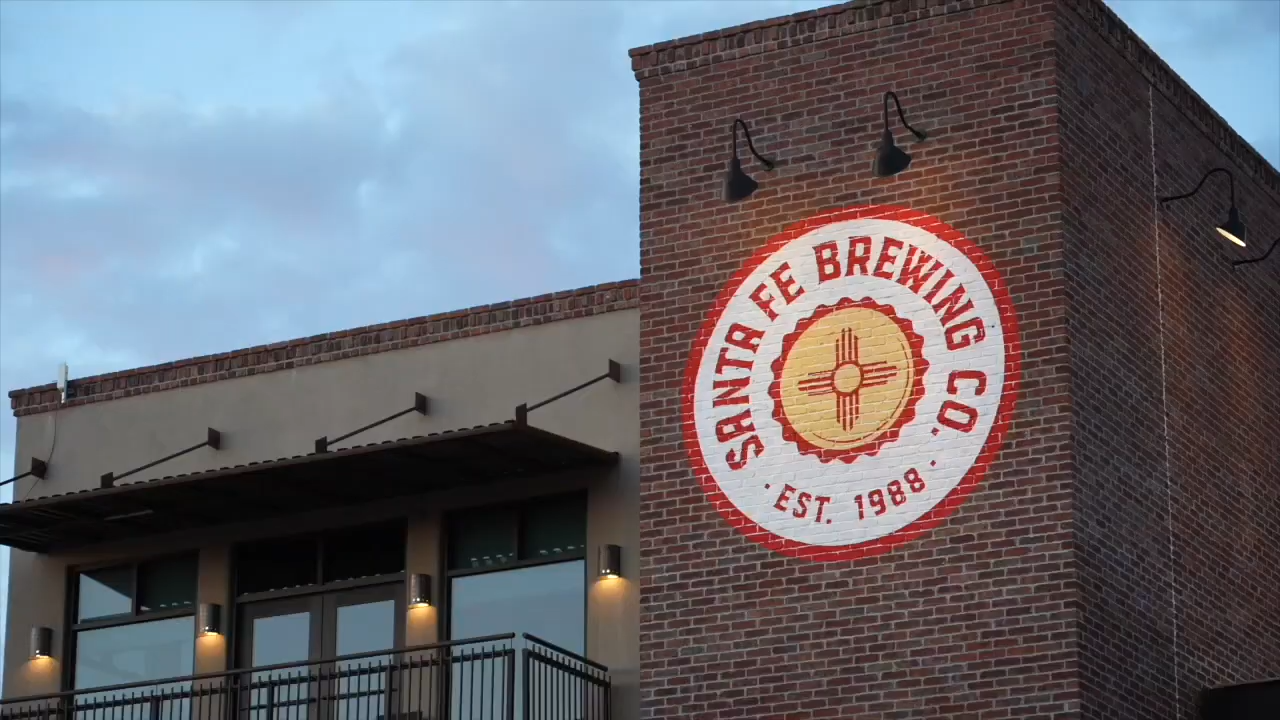 SANTA FE BREWING CO.
· EST. 1988 ·